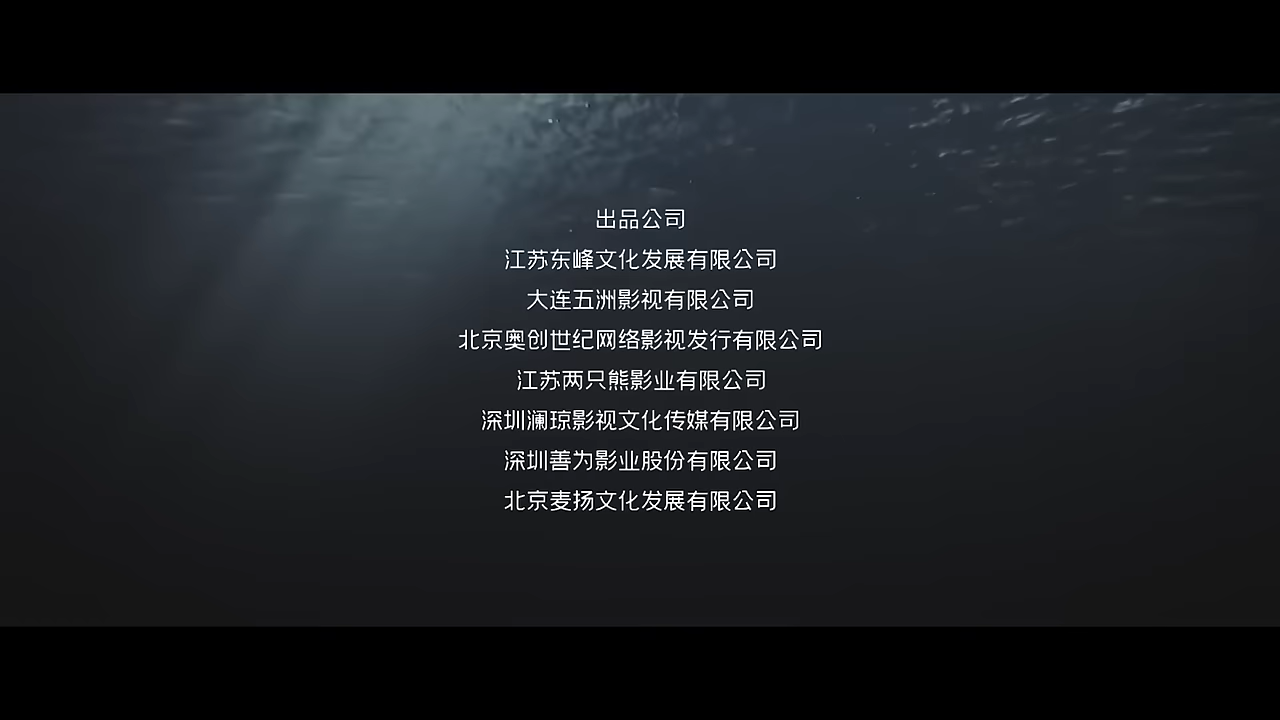 出品公司
江苏东峰文化发展有限公司
大连五洲影视有限公司
北京奥创世纪网络影视发行有限公司
江苏两只熊影业有限公司
深圳澜琼影视文化传媒有限公司
深圳善为影业股份有限公司
北京麦扬文化发展有限公司